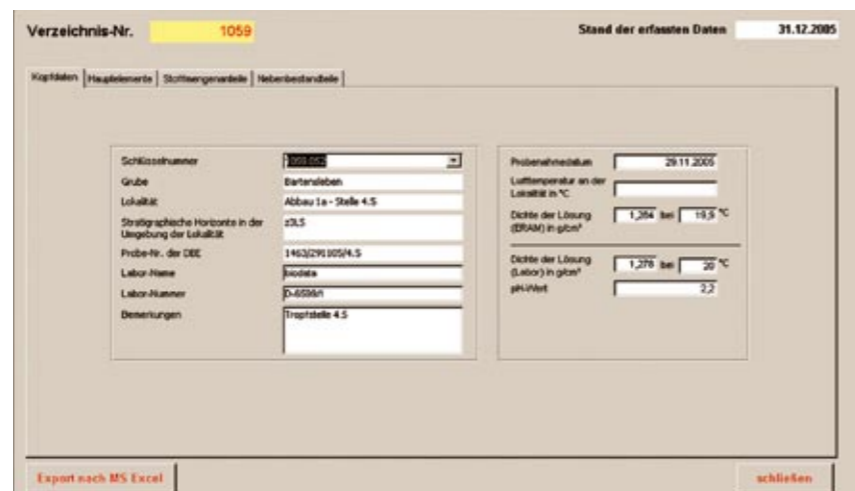 Verzeichnis-Nr. 1059 Stand der erfassten Daten 31.12.2005
Kopfdaten Hauptelemente Stoffmengenanteile Nebenbestandteile
Schlüsselnummer
Grube Bartensleben
Lokalität Abbau 1a - Stelle 4.5
Stratigraphische Horizonte in der Umgebung der Lokalität z3LS
Probe-Nr. der DBE 1463/291105/4.5
Labor-Name biodata
Labor-Nummer
Bemerkungen Tropfstelle 4.5
Probenahmedatum 29.11.2005
Lufttemperatur an der Lokalität in °C
Dichte der Lösung (ERAM) in g/cm³ 1,264 bei 19,5 °C
Dichte der Lösung (Labor) in g/cm³ 1,278 bei 20 °C
pH-Wert 2,2
Export nach MS Excel schließen